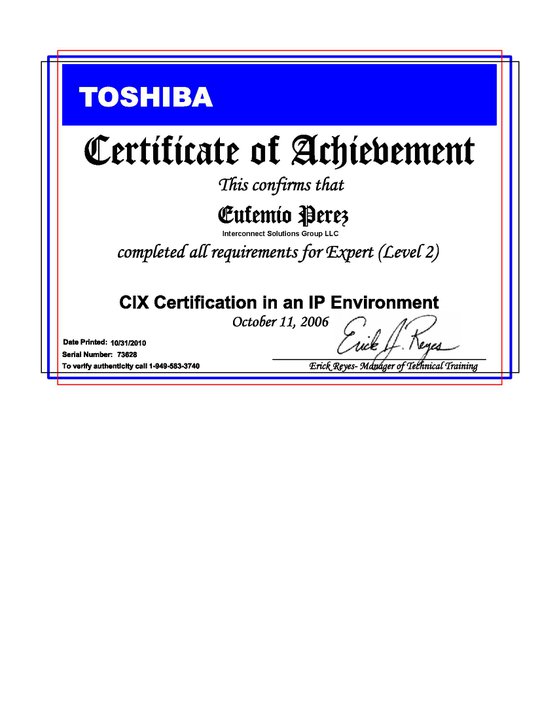 TOSHIBA
Certificate of Achievement
This confirms that
Eufemio Perez
Interconnect Solutions Group LLC
completed all requirements for Expert (Level 2)
CIX Certification in an IP Environment
October 11, 2006
Erick J. Reyes
Date Printed: 10/31/2010
Serial Number: 73628
To verify authenticity call 1-949-583-3740
Erick Reyes- Manager of Technical Training